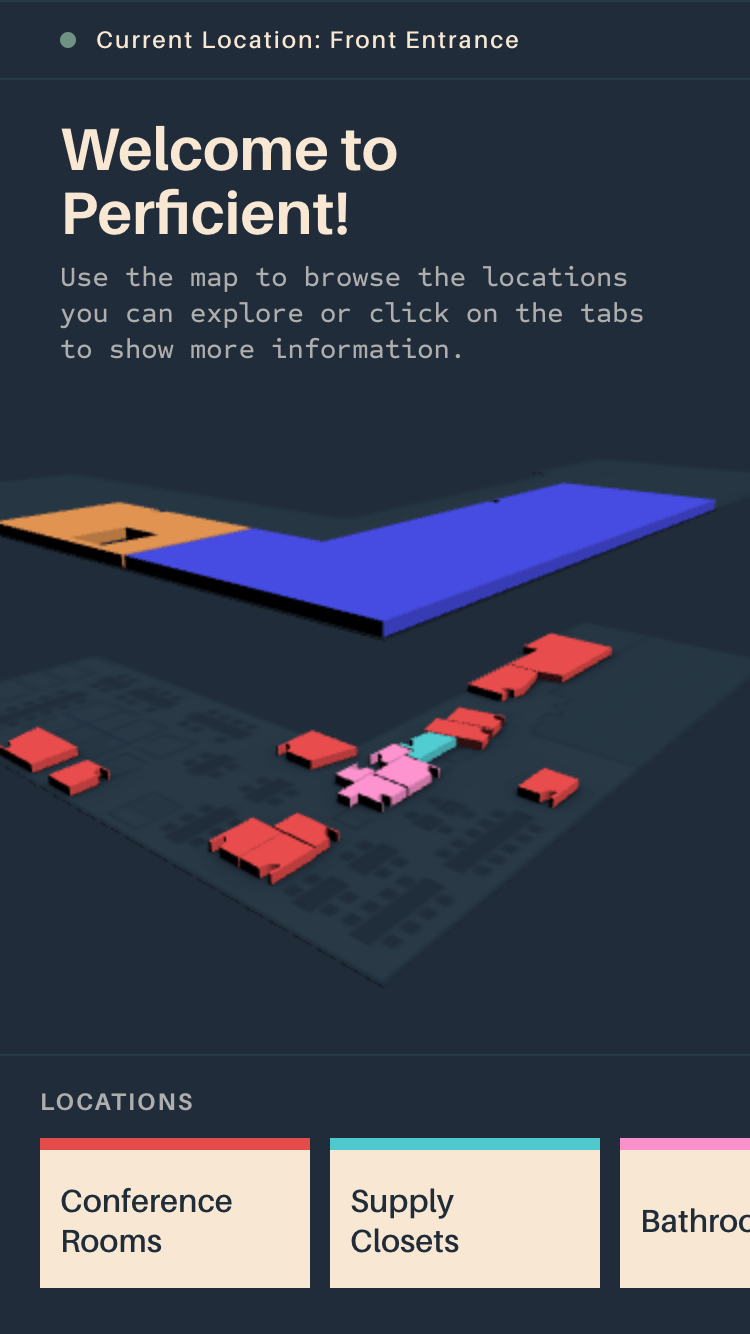 Current Location: Front Entrance
Welcome to
Perficient!
Use the map to browse the locations
you can explore or click on the tabs
to show more information.
LOCATIONS
Conference
Rooms
Supply
Closets
Bathroo